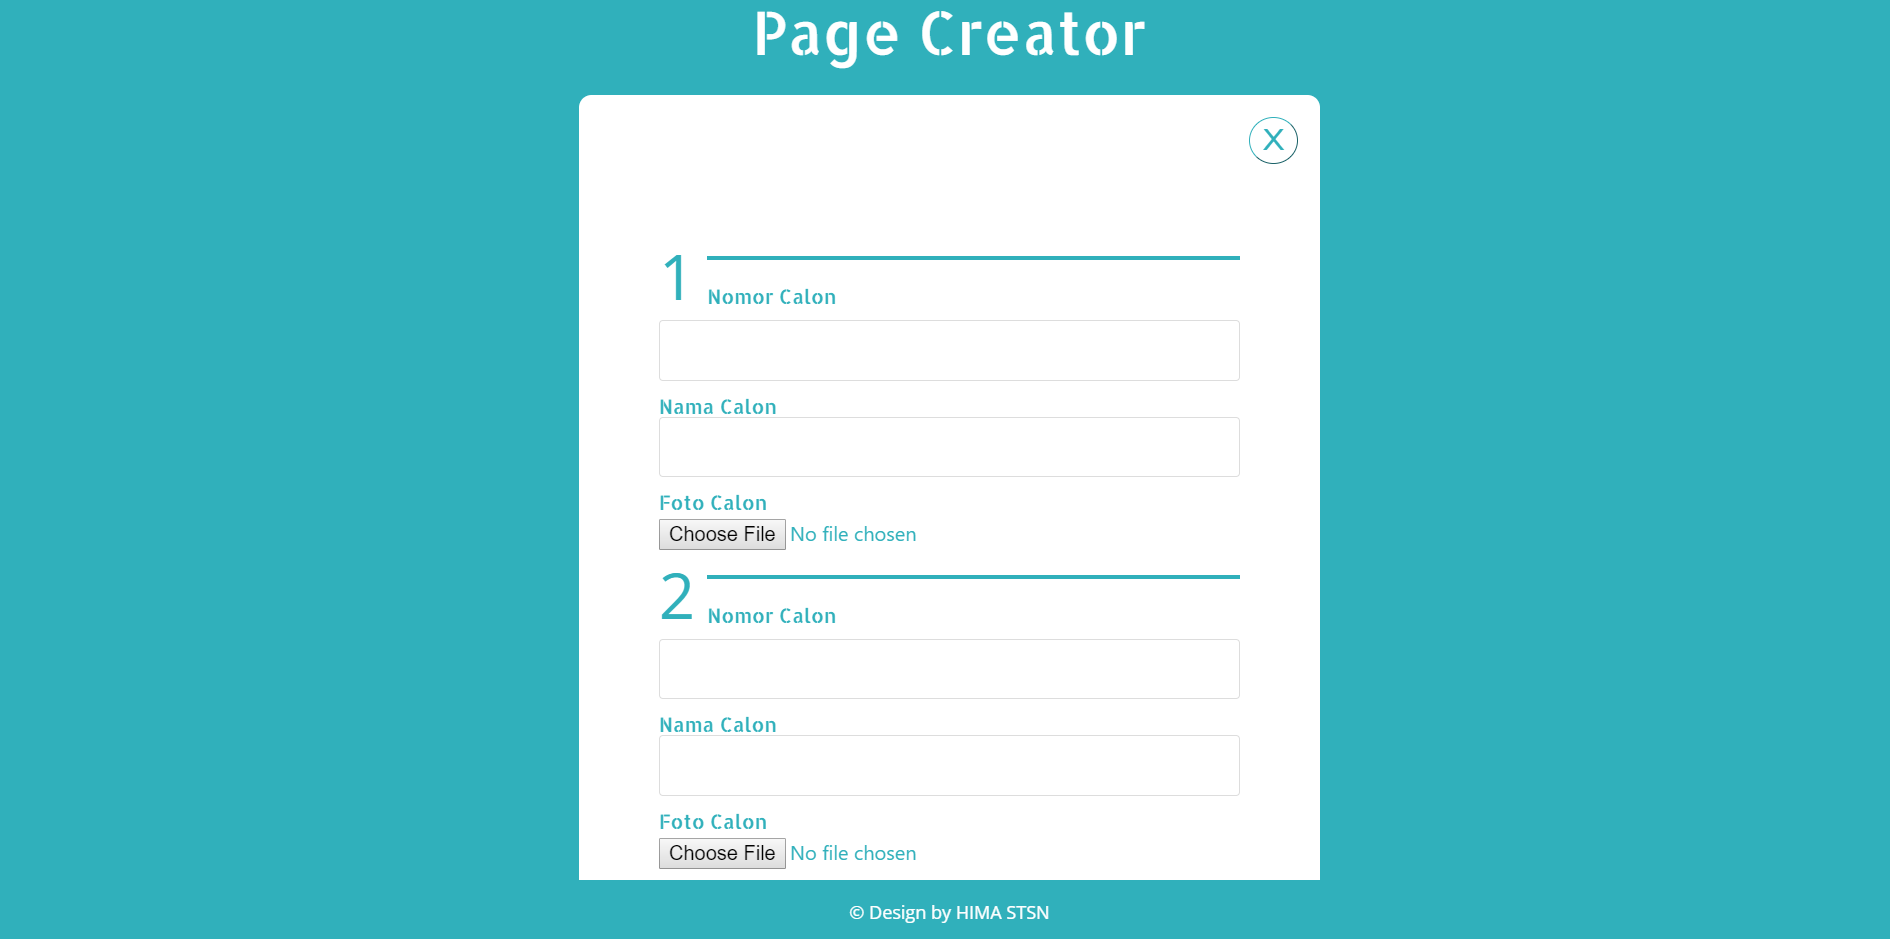 Page Creator
X
1
Nomor Calon
Nama Calon
Foto Calon
Choose File No file chosen
2
Nomor Calon
Nama Calon
Foto Calon
Choose File No file chosen
© Design by HIMA STSN